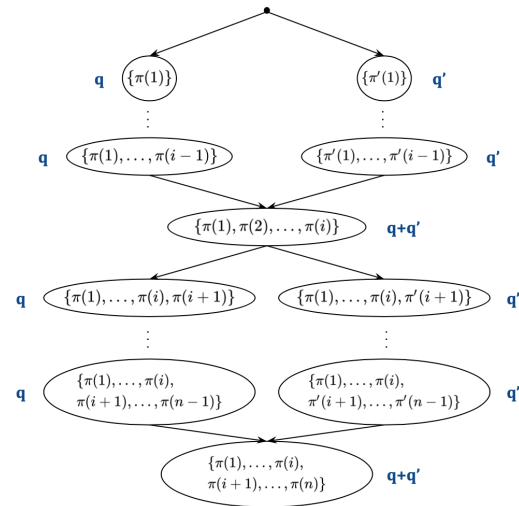 q {π(1)} {π′(1)} q'
⋮ ⋮
q {π(1), . . . , π(i − 1)} {π′(1), . . . , π′(i − 1)} q'
{π(1), π(2), . . . , π(i)} q+q'
q {π(1), . . . , π(i), π(i + 1)} {π(1), . . . , π(i), π′(i + 1)} q'
⋮ ⋮
q {π(1), . . . , π(i), {π(1), . . . , π(i), q'
π(i + 1), . . . , π(n − 1)} π′(i + 1), . . . , π′(n − 1)}
{π(1), . . . , π(i),
π(i + 1), . . . , π(n)} q+q'